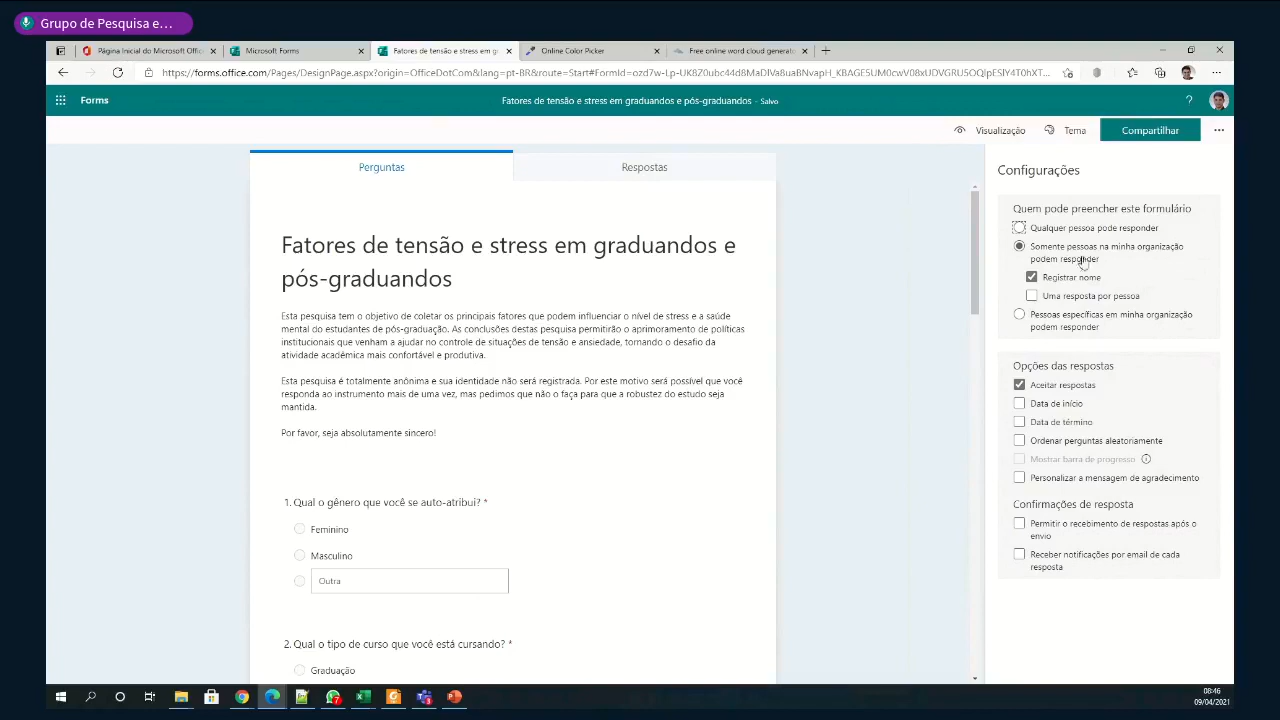 Grupo de Pesquisa e...
Página Inicial do Microsoft Offic
Microsoft Forms
Fatores de tensão e stress em gr
Online Color Picker
Free online word cloud generato
Forms
Fatores de tensão e stress em graduandos e pós-graduandos - Salvo
?
Visualização
Tema
Compartilhar
Perguntas
Respostas
Configurações
Fatores de tensão e stress em graduandos e
pós-graduandos
Esta pesquisa tem o objetivo de coletar os principais fatores que podem influenciar o nível de stress e a saúde
mental do estudantes de pós-graduação. As conclusões destas pesquisa permitirão o aprimoramento de políticas
institucionais que venham a ajudar no controle de situações de tensão e ansiedade, tornando o desafio da
atividade acadêmica mais confortável e produtiva.
Esta pesquisa é totalmente anônima e sua identidade não será registrada. Por este motivo será possível que você
responda ao instrumento mais de uma vez, mas pedimos que não o faça para que a robustez do estudo seja
mantida.
Por favor, seja absolutamente sincero!
1. Qual o gênero que você se auto-atribui? *
Feminino
Masculino
Outra
2. Qual o tipo de curso que você está cursando? *
Graduação
Quem pode preencher este formulário
Qualquer pessoa pode responder
Somente pessoas na minha organização
podem responder
Registrar nome
Uma resposta por pessoa
Pessoas específicas em minha organização
podem responder
Opções das respostas
Aceitar respostas
Data de início
Data de término
Ordenar perguntas aleatoriamente
Mostrar barra de progresso
Personalizar a mensagem de agradecimento
Confirmações de resposta
Permitir o recebimento de respostas após o
envio
Receber notificações por email de cada
resposta
08:46
09/04/2021